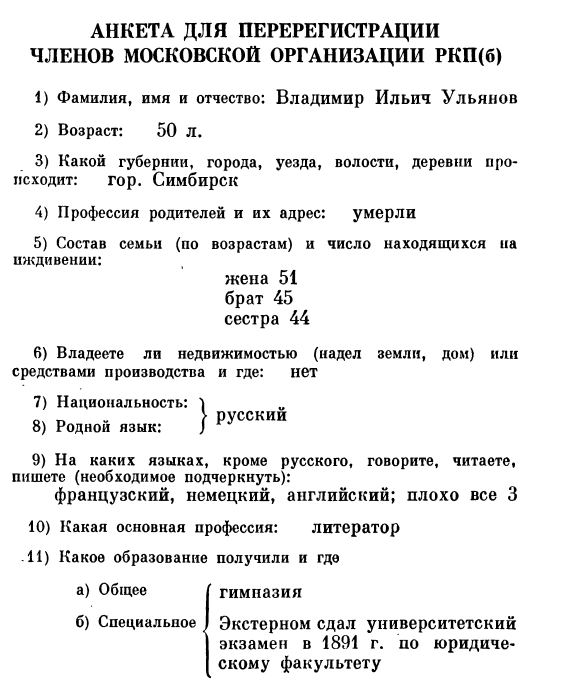 АНКЕТА ДЛЯ ПЕРЕРЕГИСТРАЦИИ
ЧЛЕНОВ МОСКОВСКОЙ ОРГАНИЗАЦИИ РКП(б)
1) Фамилия, имя и отчество: Владимир Ильич Ульянов
2) Возраст: 50 л.
3) Какой губернии, города, уезда, волости, деревни про-
исходит: гор. Симбирск
4) Профессия родителей и их адрес: умерли
5) Состав семьи (по возрастам) и число находящихся на
иждивении:
жена 51
брат 45
сестра 44
6) Владеете ли недвижимостью (надел земли, дом) или
средствами производства и где: нет
7) Национальность:
8) Родной язык: } русский
9) На каких языках, кроме русского, говорите, читаете,
пишете (необходимое подчеркнуть):
французский, немецкий, английский; плохо все 3
10) Какая основная профессия: литератор
11) Какое образование получили и где
а) Общее { гимназия
б) Специальное { Экстерном сдал университетский
экзамен в 1891 г. по юридиче-
скому факультету